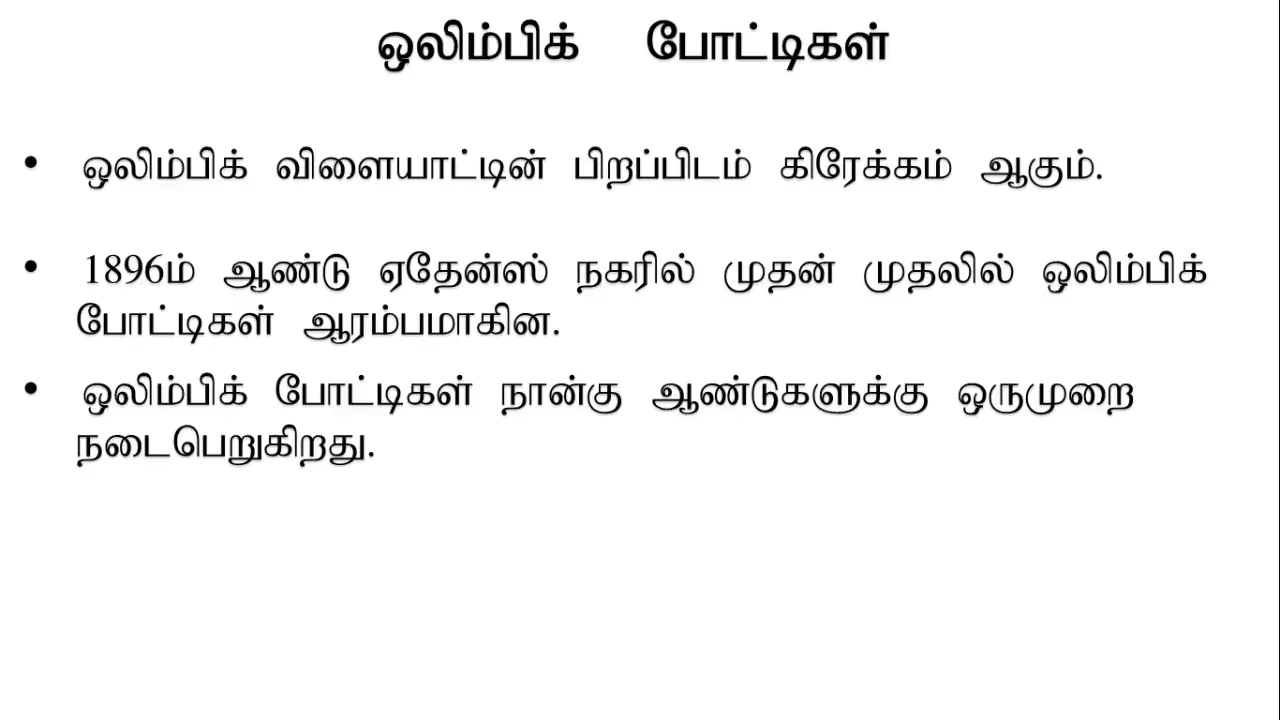 ஒலிம்பிக் போட்டிகள்
• ஒலிம்பிக் விளையாட்டின் பிறப்பிடம் கிரேக்கம் ஆகும்.
• 1896ம் ஆண்டு ஏதேன்ஸ் நகரில் முதன் முதலில் ஒலிம்பிக்
போட்டிகள் ஆரம்பமாகின.
• ஒலிம்பிக் போட்டிகள் நான்கு ஆண்டுகளுக்கு ஒருமுறை
நடைபெறுகிறது.